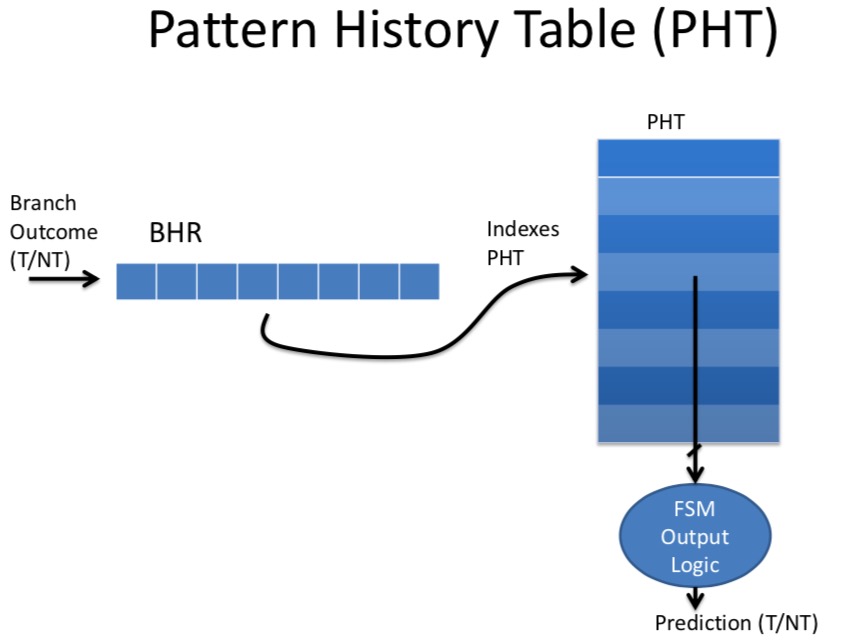 Pattern History Table (PHT)
PHT
Branch
Outcome
(T/NT)
BHR
Indexes
PHT
FSM
Output
Logic
Prediction (T/NT)